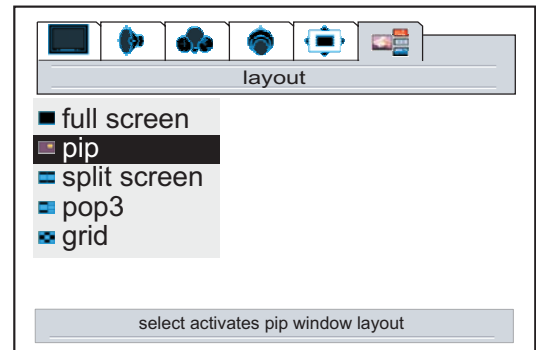 layout
full screen
pip
split screen
pop3
grid
select activates pip window layout